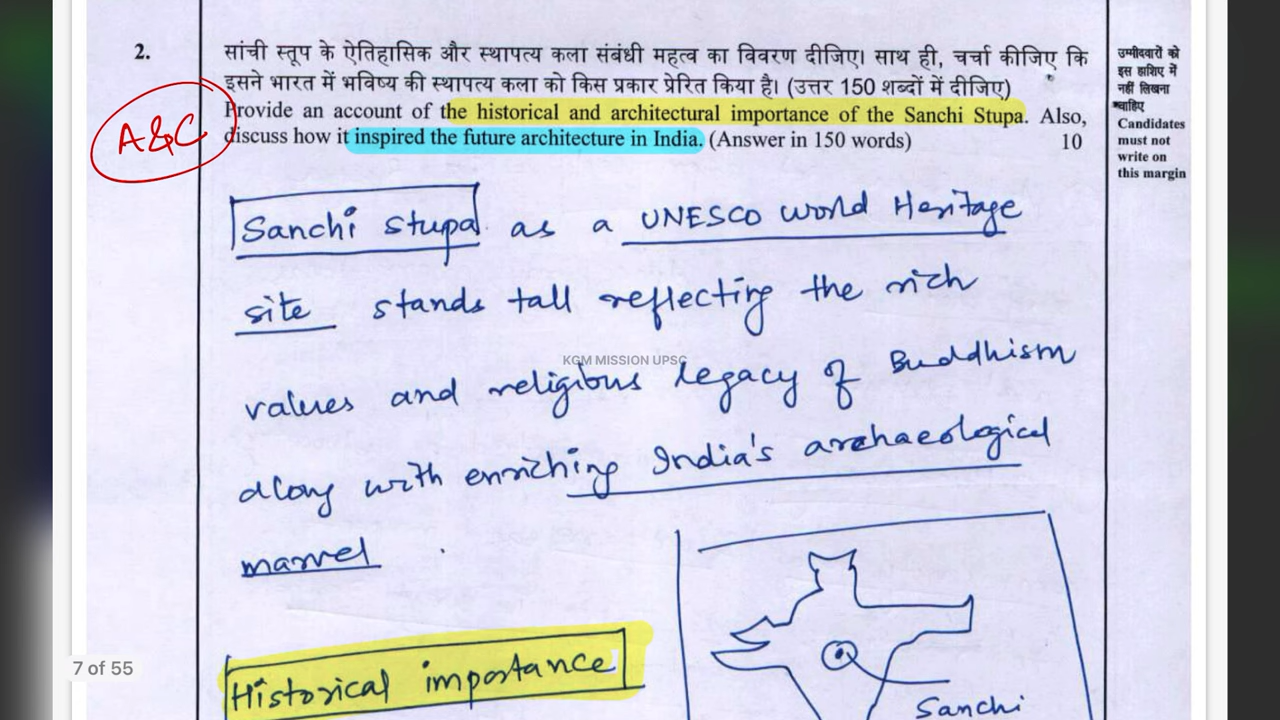 2.
सांची स्तूप के ऐतिहासिक और स्थापत्य कला संबंधी महत्व का विवरण दीजिए। साथ ही, चर्चा कीजिए कि
इसने भारत में भविष्य की स्थापत्य कला को किस प्रकार प्रेरित किया है। (उत्तर 150 शब्दों में दीजिए)
Provide an account of the historical and architectural importance of the Sanchi Stupa. Also,
discuss how it inspired the future architecture in India. (Answer in 150 words) 10
A&C
उम्मीदवारों को
इस हाशिए में
नहीं लिखना
चाहिए
Candidates
must not
write on
this margin
Sanchi Stupa as a UNESCO World Heritage
site stands tall reflecting the rich
KGM MISSION UPSC
values and religious legacy of Buddhism
along with enriching India's archaeological
marvel
Historical importance
Sanchi
7 of 55